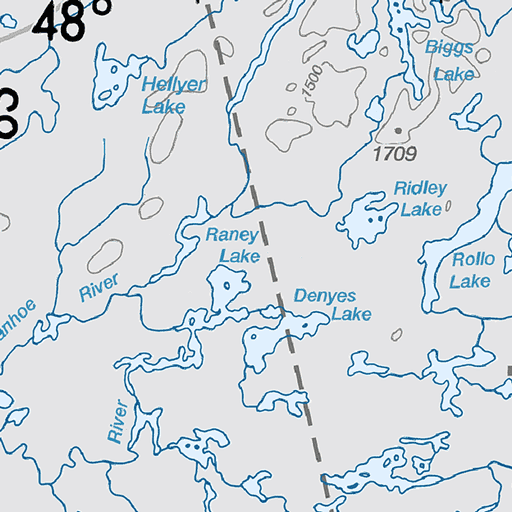 48°
Biggs
Lake
Hellyer
Lake
1500
1709
Ridley
Lake
Raney
Lake
Rollo
Lake
River
Denyes
Lake
anhoe
River